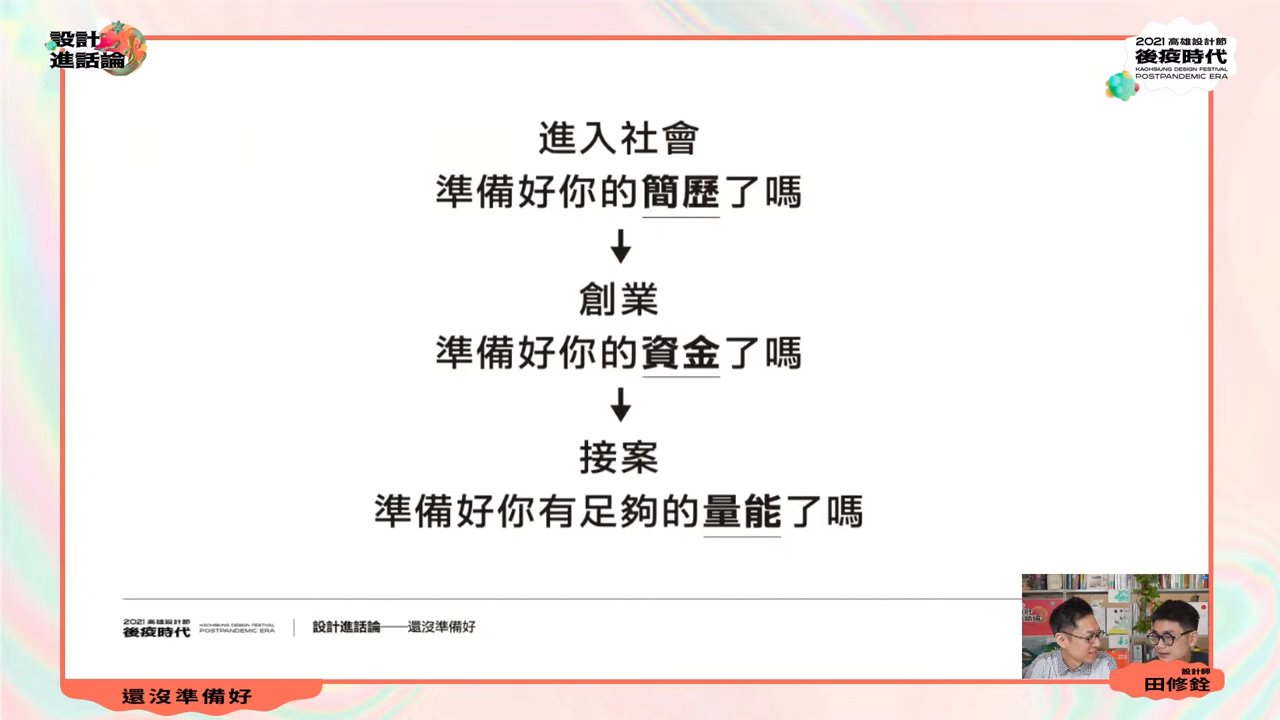 設計
進話論
2021 高雄設計節
後疫時代
KAOHSIUNG DESIGN FESTIVAL
POSTPANDEMIC ERA
進入社會
準備好你的簡歷了嗎
創業
準備好你的資金了嗎
接案
準備好你有足夠的量能了嗎
2021 高雄設計節
後疫時代
KAOHSIUNG DESIGN FESTIVAL
POSTPANDEMIC ERA
設計進話論——還沒準備好
還沒準備好
設計師
田修銓